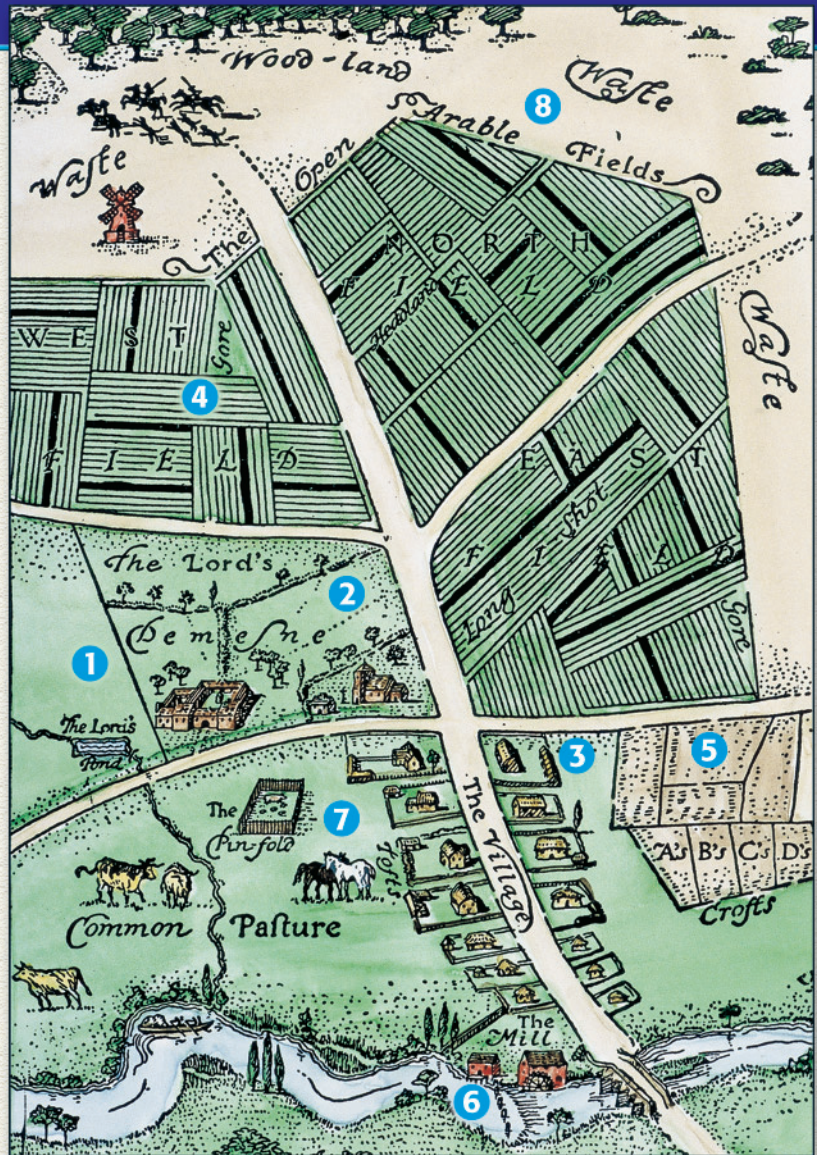 Wood-land
Waste
8
Waste
The Open Arable Fields
NORTH
FIELD
Headland
WEST
Gore
4
FIELD
Waste
EAST
FIELD
Long I-Shot
Gore
The Lord's
2
Demesne
1
The Lord's
Pond
3
5
The
Pin-fold
7
Tofts
The Village
A's B's C's D's
Crofts
Common Pasture
The
Mill
6